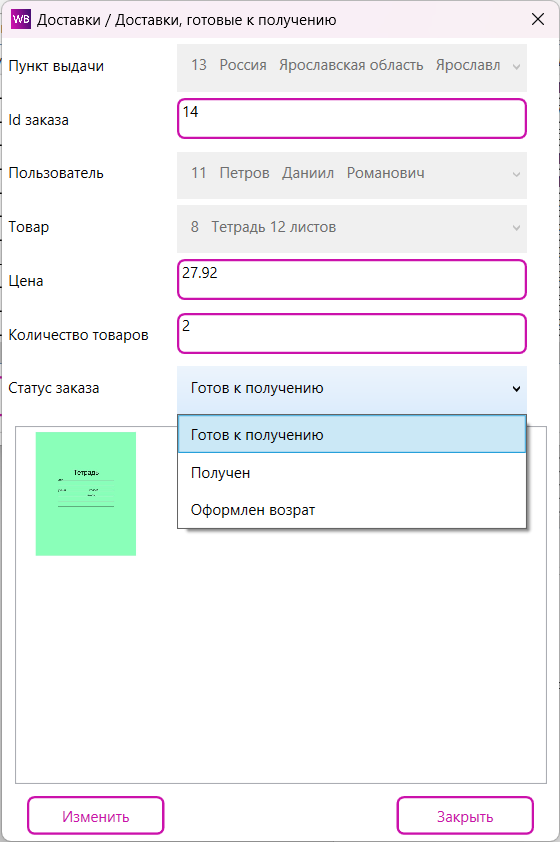 WB Доставки / Доставки, готовые к получению
Пункт выдачи 13 Россия Ярославская область Ярославл
Id заказа 14
Пользователь 11 Петров Даниил Романович
Товар 8 Тетрадь 12 листов
Цена 27.92
Количество товаров 2
Статус заказа Готов к получению
Готов к получению
Получен
Оформлен возрат
Тетрадь
Изменить Закрыть